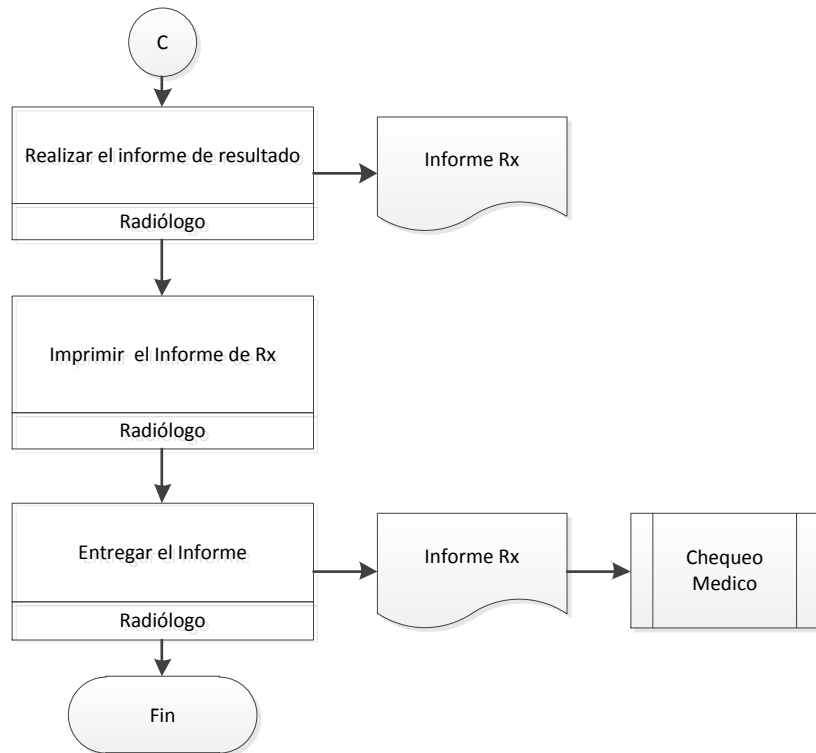 C
Realizar el informe de resultado
Informe Rx
Radiólogo
Imprimir el Informe de Rx
Radiólogo
Entregar el Informe
Informe Rx
Chequeo
Medico
Radiólogo
Fin